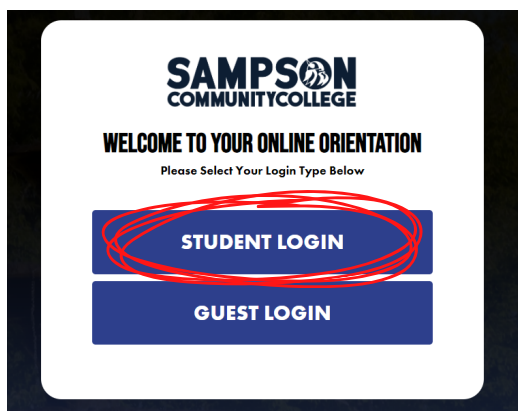 SAMPSON
COMMUNITYCOLLEGE
WELCOME TO YOUR ONLINE ORIENTATION
Please Select Your Login Type Below
STUDENT LOGIN
GUEST LOGIN